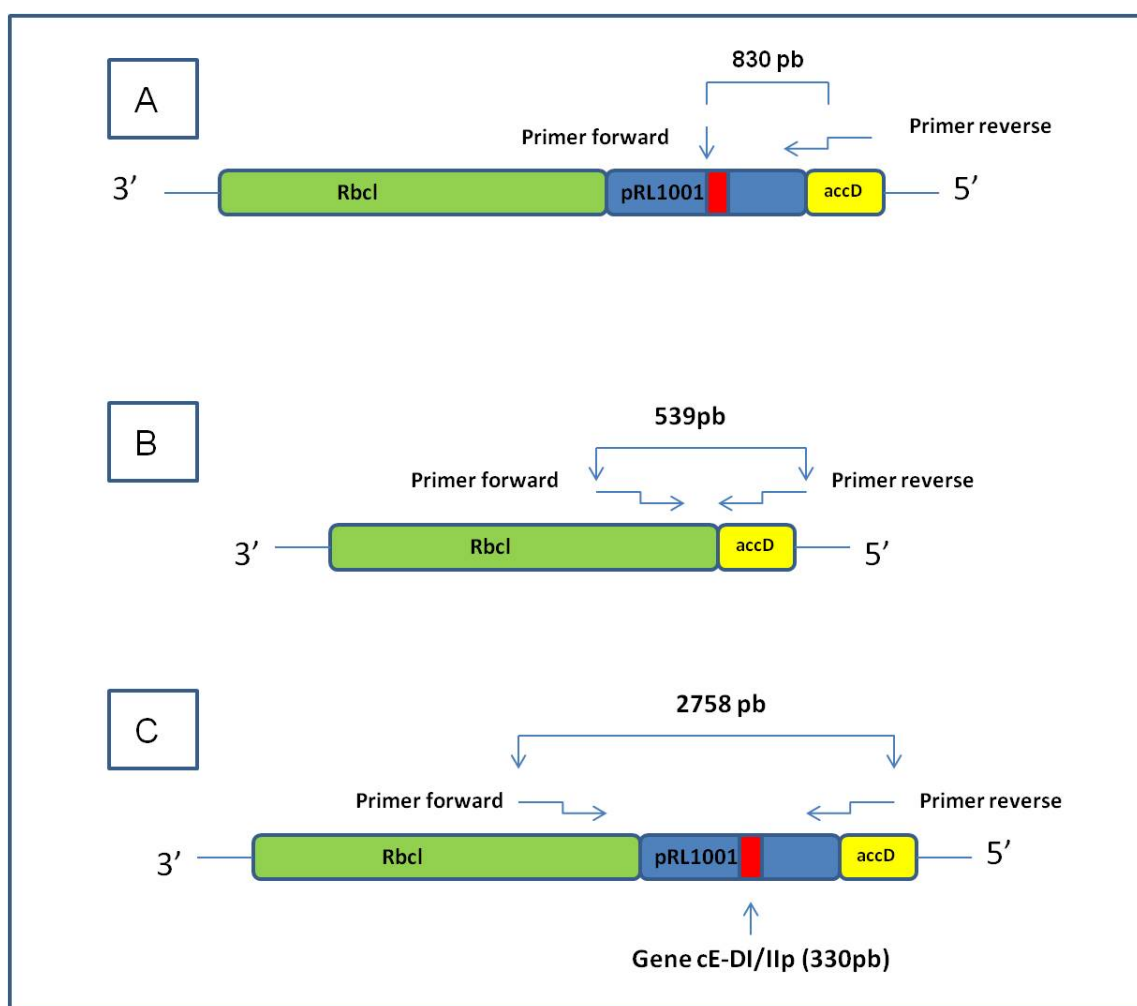 A
830 pb
Primer forward
Primer reverse
3’
Rbcl
pRL1001
accD
5’
B
539pb
Primer forward
Primer reverse
3’
Rbcl
accD
5’
C
2758 pb
Primer forward
Primer reverse
3’
Rbcl
pRL1001
accD
5’
Gene cE-DI/IIp (330pb)